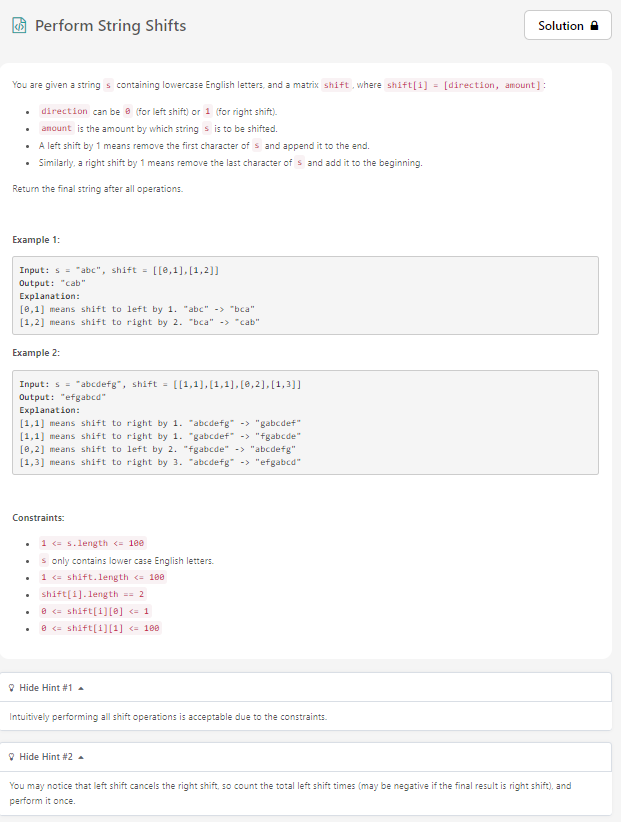 Perform String Shifts
Solution
You are given a string s containing lowercase English letters, and a matrix shift, where shift[i] = [direction, amount]:
direction can be 0 (for left shift) or 1 (for right shift).
amount is the amount by which string s is to be shifted.
A left shift by 1 means remove the first character of s and append it to the end.
Similarly, a right shift by 1 means remove the last character of s and add it to the beginning.
Return the final string after all operations.
Example 1:
Input: s = "abc", shift = [[0,1],[1,2]]
Output: "cab"
Explanation:
[0,1] means shift to left by 1. "abc" -> "bca"
[1,2] means shift to right by 2. "bca" -> "cab"
Example 2:
Input: s = "abcdefg", shift = [[1,1],[1,1],[0,2],[1,3]]
Output: "efgabcd"
Explanation:
[1,1] means shift to right by 1. "abcdefg" -> "gabcdef"
[1,1] means shift to right by 1. "gabcdef" -> "fgabcde"
[0,2] means shift to left by 2. "fgabcde" -> "abcdefg"
[1,3] means shift to right by 3. "abcdefg" -> "efgabcd"
Constraints:
1 <= s.length <= 100
s only contains lower case English letters.
1 <= shift.length <= 100
shift[i].length == 2
0 <= shift[i][0] <= 1
0 <= shift[i][1] <= 100
Hide Hint #1
Intuitively performing all shift operations is acceptable due to the constraints.
Hide Hint #2
You may notice that left shift cancels the right shift, so count the total left shift times (may be negative if the final result is right shift), and
perform it once.